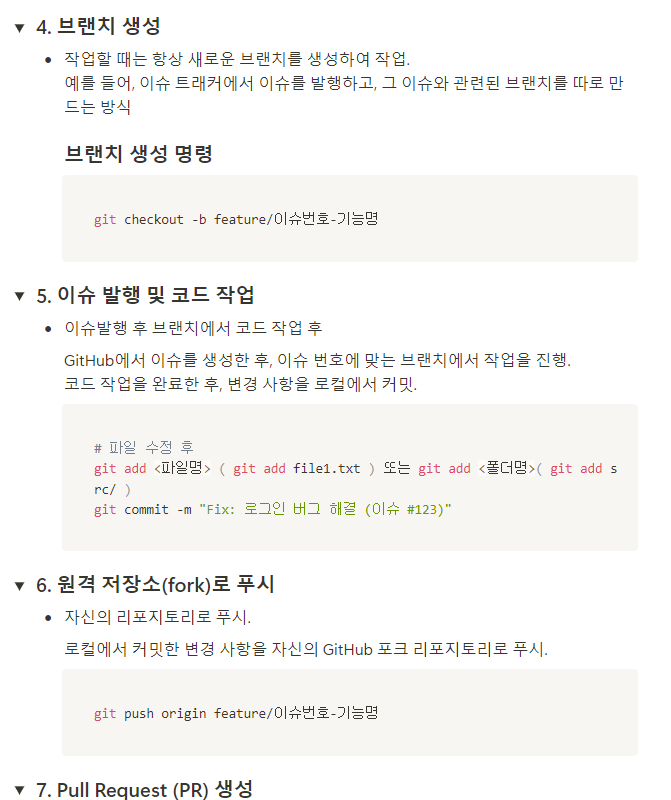 4. 브랜치 생성
작업할 때는 항상 새로운 브랜치를 생성하여 작업.
예를 들어, 이슈 트래커에서 이슈를 발행하고, 그 이슈와 관련된 브랜치를 따로 만
드는 방식
브랜치 생성 명령
git checkout -b feature/이슈번호-기능명
5. 이슈 발행 및 코드 작업
이슈발행 후 브랜치에서 코드 작업 후
GitHub에서 이슈를 생성한 후, 이슈 번호에 맞는 브랜치에서 작업을 진행.
코드 작업을 완료한 후, 변경 사항을 로컬에서 커밋.
# 파일 수정 후
git add <파일명> ( git add file1.txt ) 또는 git add <폴더명>( git add s
rc/ )
git commit -m "Fix: 로그인 버그 해결 (이슈 #123)"
6. 원격 저장소(fork)로 푸시
자신의 리포지토리로 푸시.
로컬에서 커밋한 변경 사항을 자신의 GitHub 포크 리포지토리로 푸시.
git push origin feature/이슈번호-기능명
7. Pull Request (PR) 생성